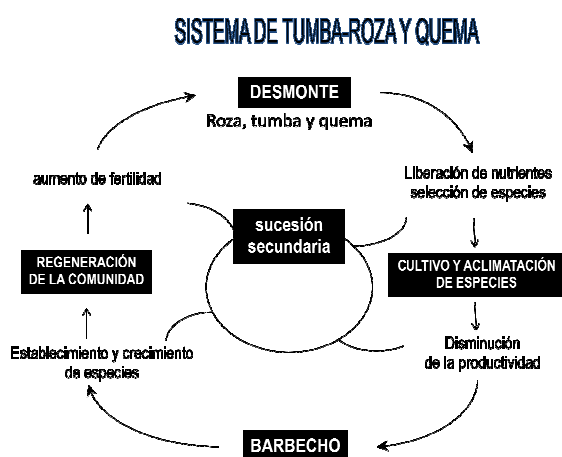 SISTEMA DE TUMBA-ROZA Y QUEMA
DESMONTE
Roza, tumba y quema
Liberación de nutrientes
selección de especies
CULTIVO Y ACLIMATACIÓN
DE ESPECIES
Disminución
de la productividad
BARBECHO
Establecimiento y crecimiento
de especies
REGENERACIÓN
DE LA COMUNIDAD
aumento de fertilidad
sucesión
secundaria